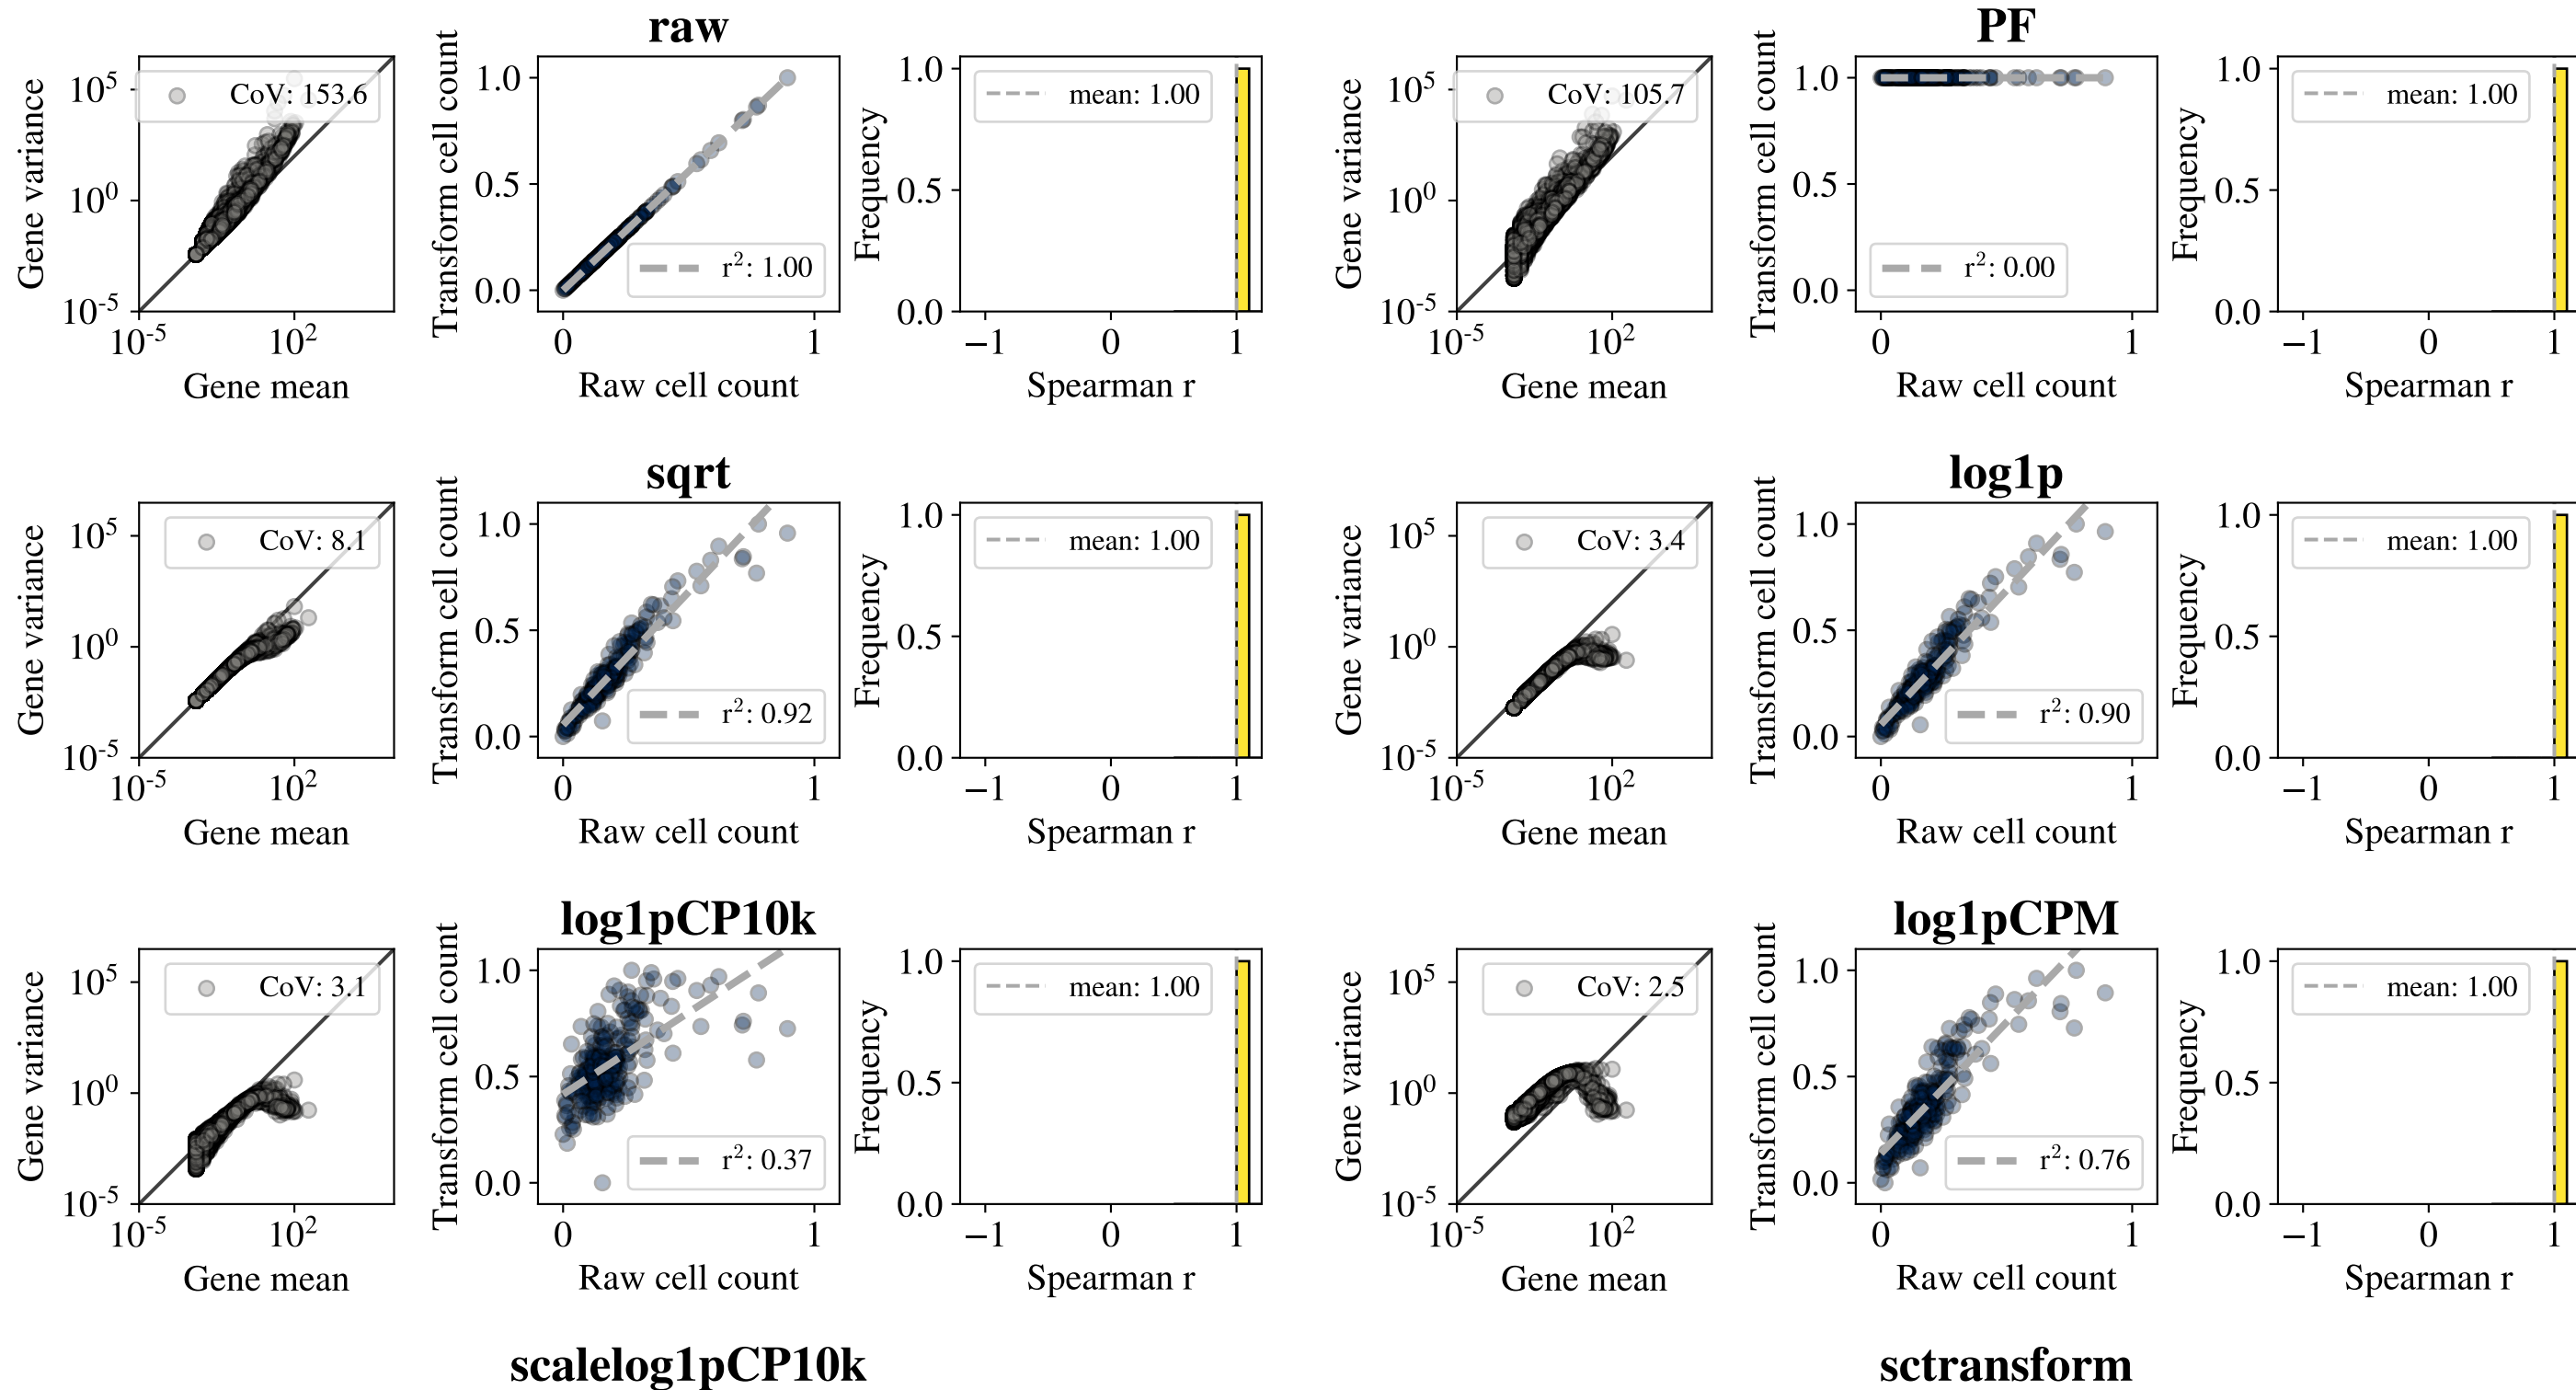 raw
PF
Gene variance
10^5
10^0
10^-5
CoV: 153.6
10^-5
10^2
Gene mean
Transform cell count
1.0
0.5
0.0
r^2: 1.00
0
1
Raw cell count
Frequency
1.0
0.5
0.0
mean: 1.00
−1
0
1
Spearman r
Gene variance
10^5
10^0
10^-5
CoV: 105.7
10^-5
10^2
Gene mean
Transform cell count
1.0
0.5
0.0
r^2: 0.00
0
1
Raw cell count
Frequency
1.0
0.5
0.0
mean: 1.00
−1
0
1
Spearman r
sqrt
log1p
Gene variance
10^5
10^0
10^-5
CoV: 8.1
10^-5
10^2
Gene mean
Transform cell count
1.0
0.5
0.0
r^2: 0.92
0
1
Raw cell count
Frequency
1.0
0.5
0.0
mean: 1.00
−1
0
1
Spearman r
Gene variance
10^5
10^0
10^-5
CoV: 3.4
10^-5
10^2
Gene mean
Transform cell count
1.0
0.5
0.0
r^2: 0.90
0
1
Raw cell count
Frequency
1.0
0.5
0.0
mean: 1.00
−1
0
1
Spearman r
log1pCP10k
log1pCPM
Gene variance
10^5
10^0
10^-5
CoV: 3.1
10^-5
10^2
Gene mean
Transform cell count
1.0
0.5
0.0
r^2: 0.37
0
1
Raw cell count
Frequency
1.0
0.5
0.0
mean: 1.00
−1
0
1
Spearman r
Gene variance
10^5
10^0
10^-5
CoV: 2.5
10^-5
10^2
Gene mean
Transform cell count
1.0
0.5
0.0
r^2: 0.76
0
1
Raw cell count
Frequency
1.0
0.5
0.0
mean: 1.00
−1
0
1
Spearman r
scalelog1pCP10k
sctransform